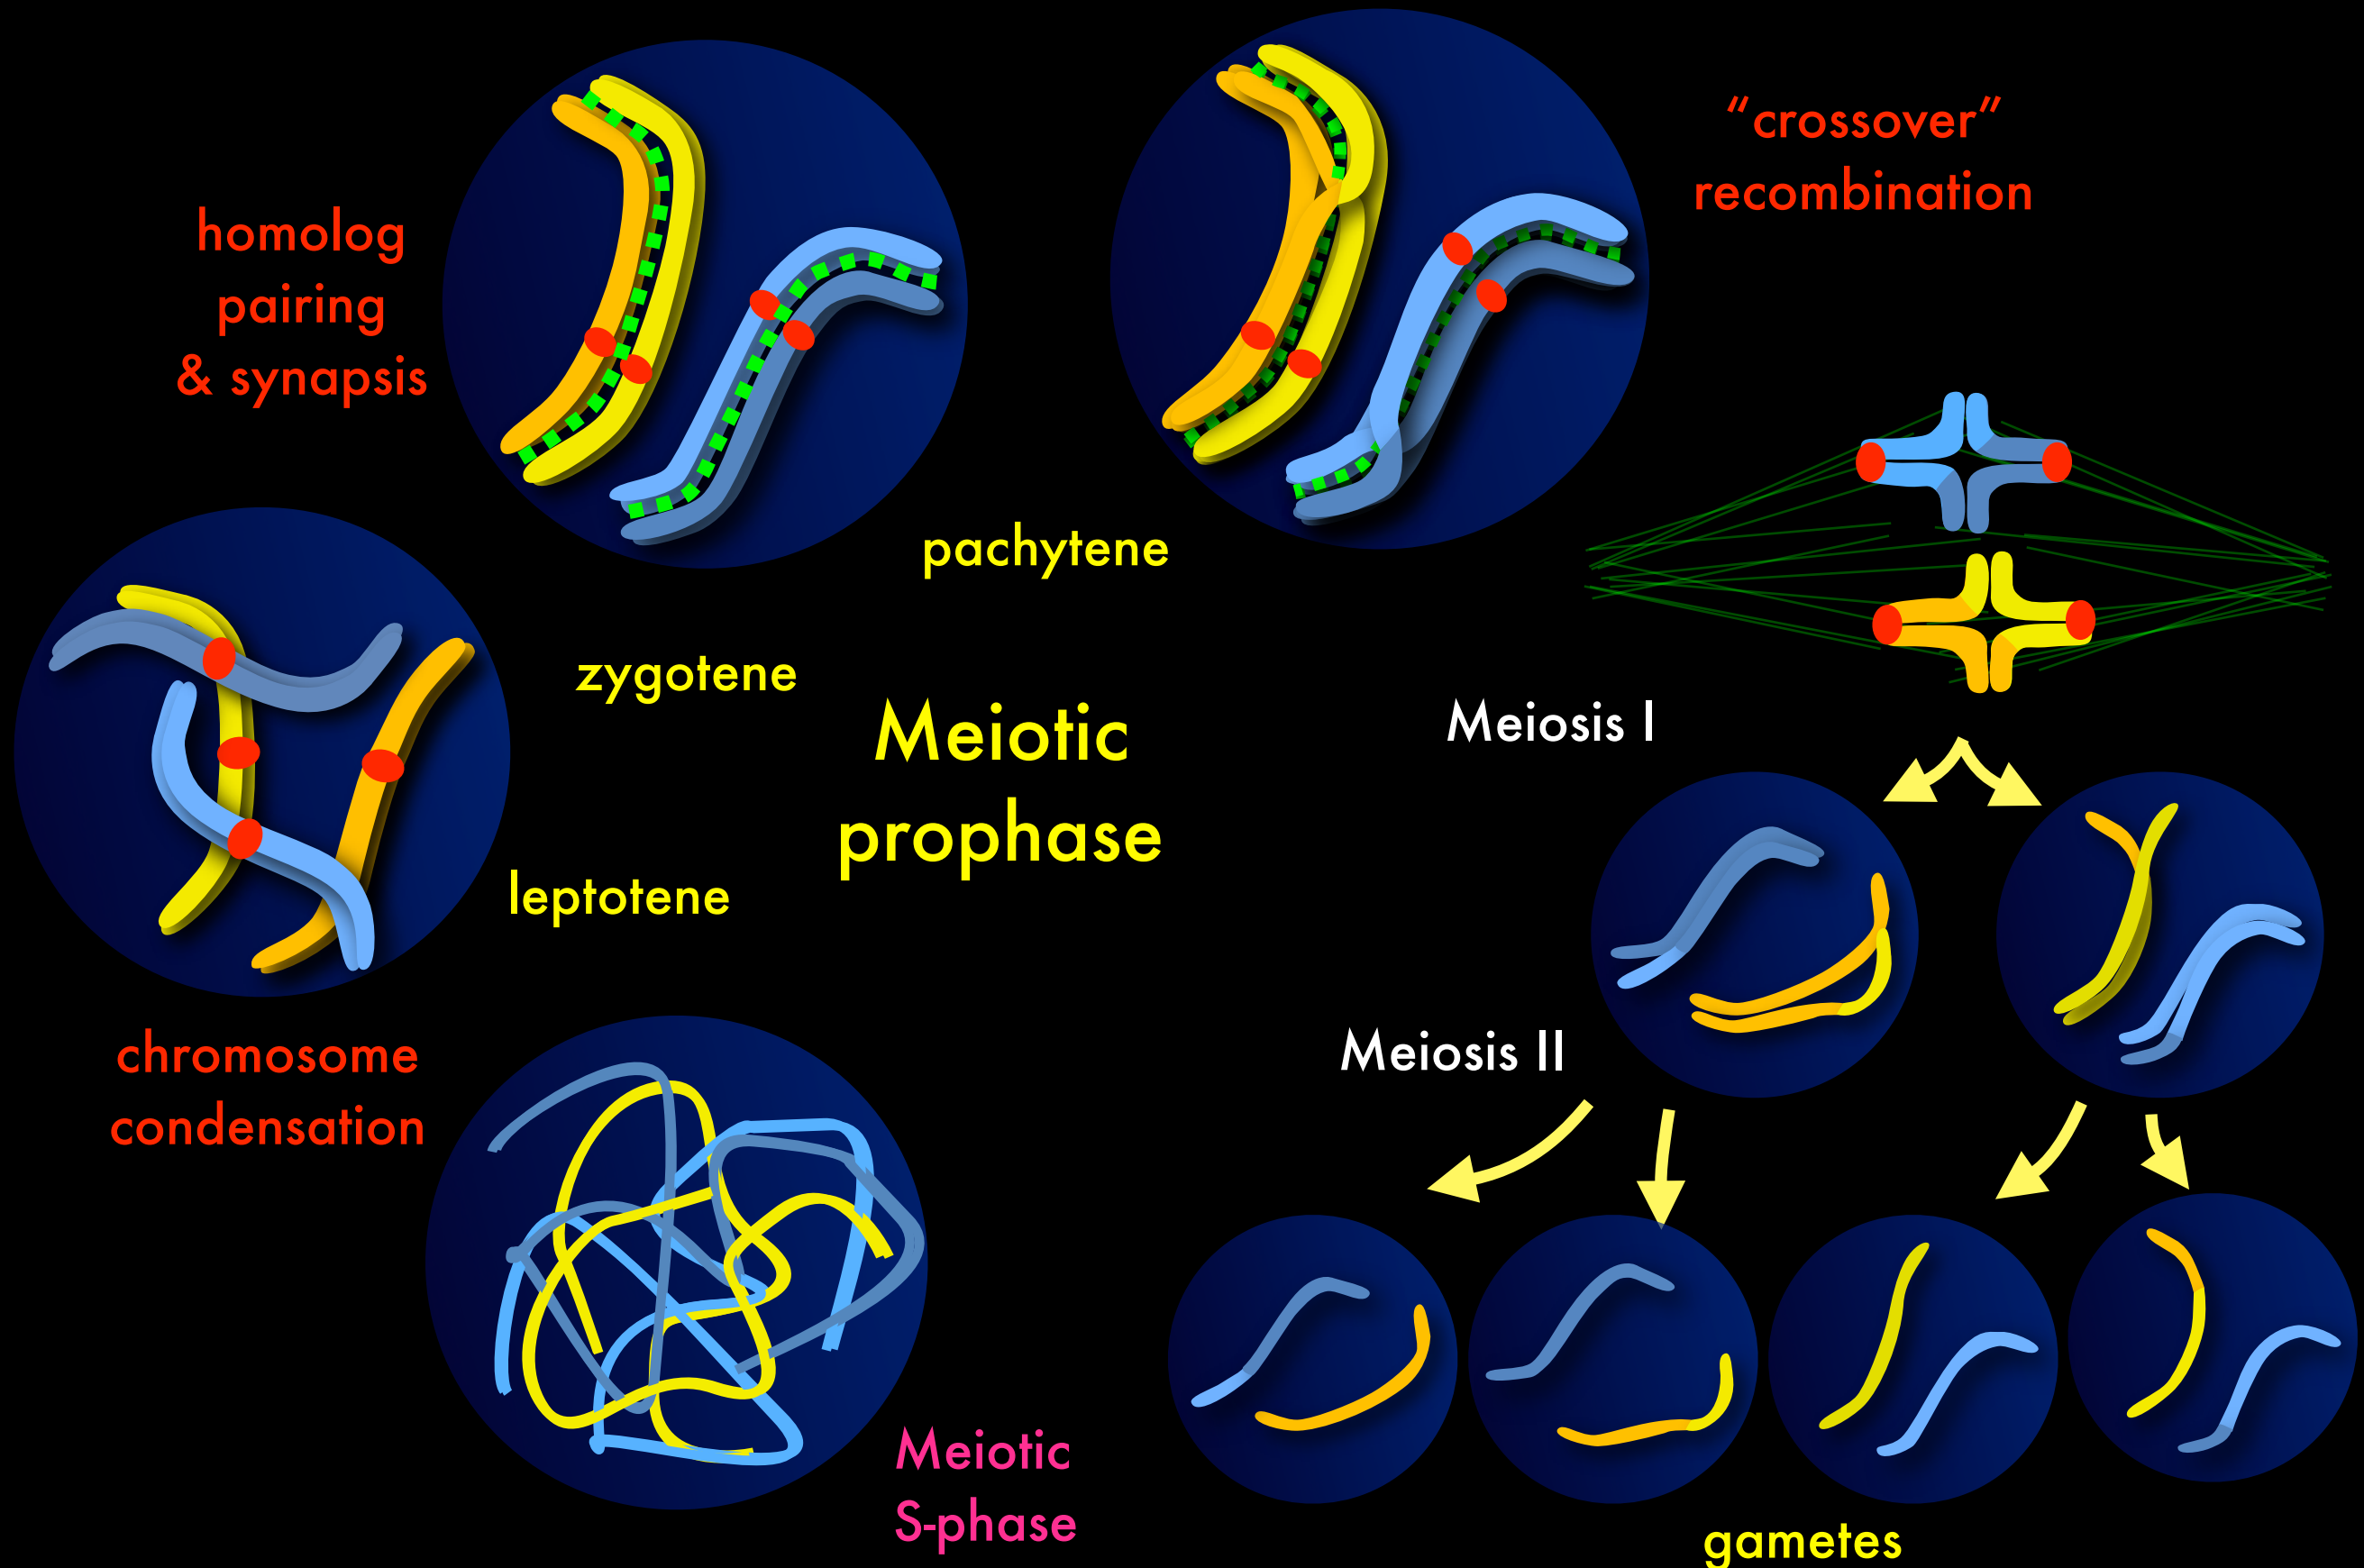 “crossover”
recombination
homolog
pairing
& synapsis
pachytene
zygotene
Meiotic
prophase
Meiosis I
leptotene
chromosome
condensation
Meiosis II
Meiotic
S-phase
gametes